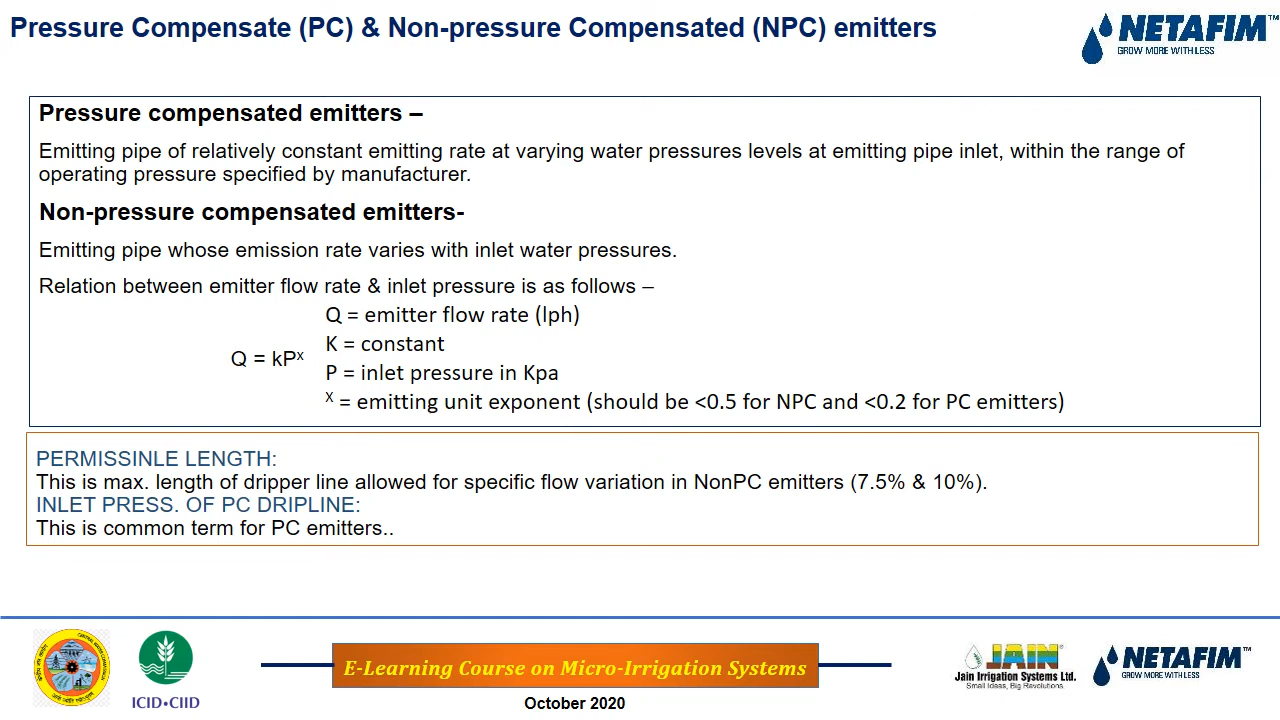 Pressure Compensate (PC) & Non-pressure Compensated (NPC) emitters
NETAFIM™
GROW MORE WITH LESS
Pressure compensated emitters –
Emitting pipe of relatively constant emitting rate at varying water pressures levels at emitting pipe inlet, within the range of
operating pressure specified by manufacturer.
Non-pressure compensated emitters-
Emitting pipe whose emission rate varies with inlet water pressures.
Relation between emitter flow rate & inlet pressure is as follows –
Q = kPˣ
Q = emitter flow rate (lph)
K = constant
P = inlet pressure in Kpa
ˣ = emitting unit exponent (should be <0.5 for NPC and <0.2 for PC emitters)
PERMISSINLE LENGTH:
This is max. length of dripper line allowed for specific flow variation in NonPC emitters (7.5% & 10%).
INLET PRESS. OF PC DRIPLINE:
This is common term for PC emitters..
ICID•CIID
E-Learning Course on Micro-Irrigation Systems
October 2020
JAIN®
Jain Irrigation Systems Ltd.
Small Ideas, Big Revolutions.
NETAFIM™
GROW MORE WITH LESS